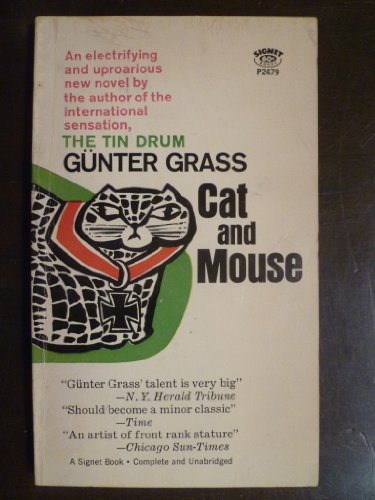 An electrifying
and uproarious
new novel by
the author of the
international
sensation,
THE TIN DRUM
GÜNTER GRASS
SIGNET
BOOKS
P2479
Cat
and
Mouse
"Günter Grass' talent is very big"
—N. Y. Herald Tribune
"Should become a minor classic"
—Time
"An artist of front rank stature"
—Chicago Sun-Times
A Signet Book • Complete and Unabridged